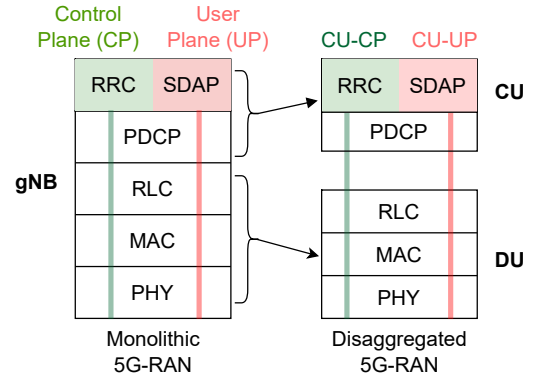 Control
Plane (CP)
User
Plane (UP)
CU-CP
CU-UP
RRC
SDAP
PDCP
gNB
RLC
MAC
PHY
RRC
SDAP
CU
PDCP
RLC
MAC
DU
PHY
Monolithic
5G-RAN
Disaggregated
5G-RAN